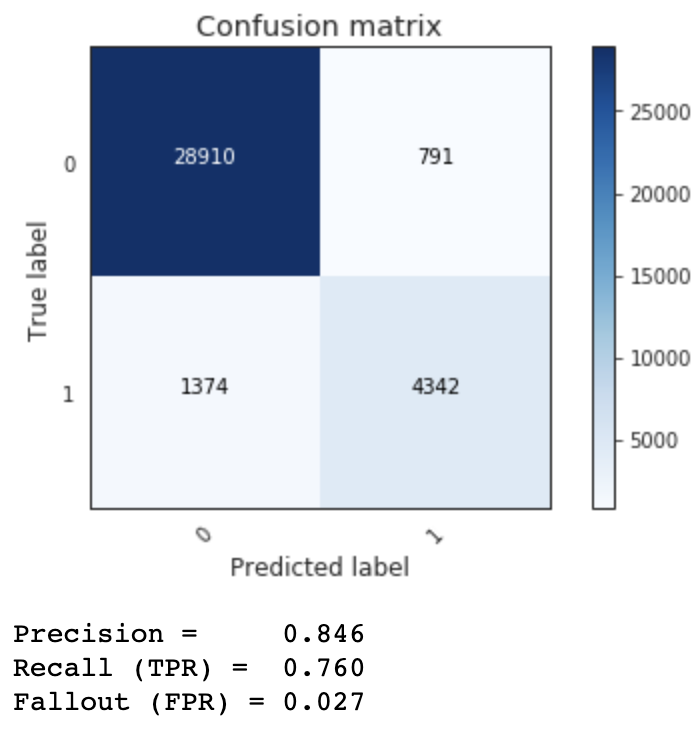 Confusion matrix
True label
0
28910 791
1
1374 4342
0 1
Predicted label
25000
20000
15000
10000
5000
Precision = 0.846
Recall (TPR) = 0.760
Fallout (FPR) = 0.027